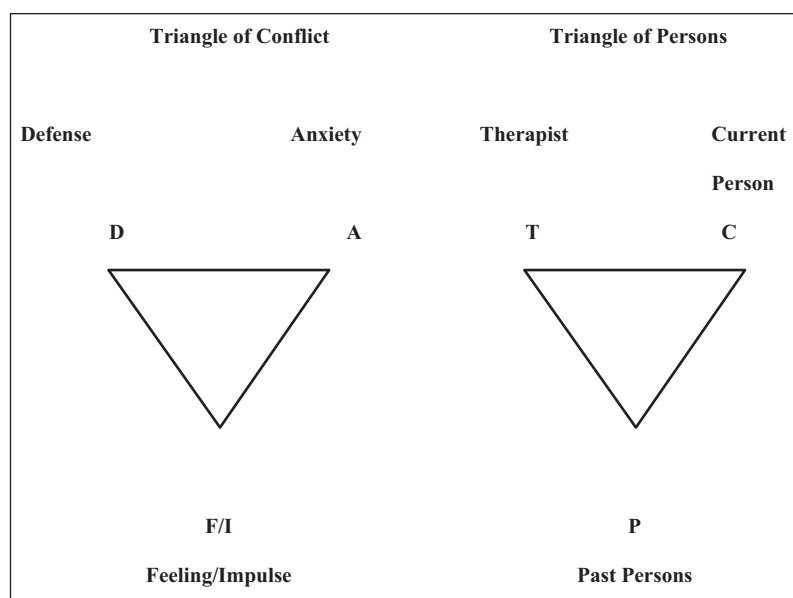 Triangle of Conflict Triangle of Persons
Defense Anxiety Therapist Current
Person
D A T C
F/I P
Feeling/Impulse Past Persons